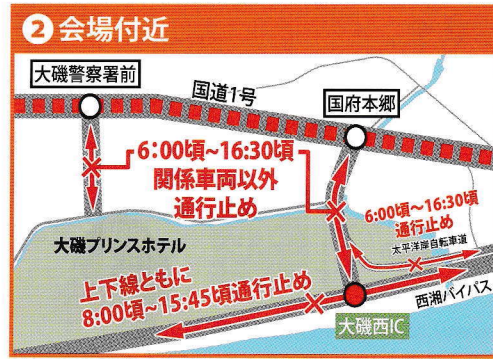 2 会場付近
大磯警察署前
国道1号
国府本郷
6:00頃~16:30頃
関係車両以外
通行止め
6:00頃~16:30頃
通行止め
太平洋岸自転車道
大磯プリンスホテル
上下線ともに
8:00頃~15:45頃通行止め
西湘バイパス
大磯西IC